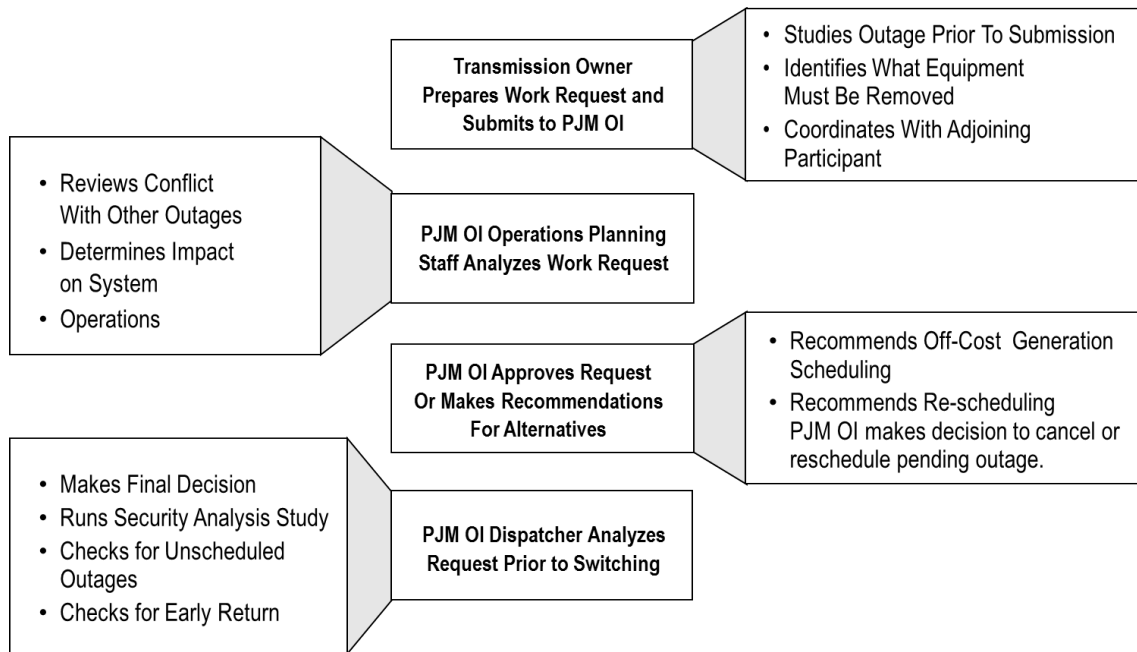 Transmission Owner
Prepares Work Request and
Submits to PJM OI
• Studies Outage Prior To Submission
• Identifies What Equipment
Must Be Removed
• Coordinates With Adjoining
Participant
• Reviews Conflict
With Other Outages
• Determines Impact
on System
• Operations
PJM OI Operations Planning
Staff Analyzes Work Request
PJM OI Approves Request
Or Makes Recommendations
For Alternatives
• Recommends Off-Cost Generation
Scheduling
• Recommends Re-scheduling
PJM OI makes decision to cancel or
reschedule pending outage.
• Makes Final Decision
• Runs Security Analysis Study
• Checks for Unscheduled
Outages
• Checks for Early Return
PJM OI Dispatcher Analyzes
Request Prior to Switching